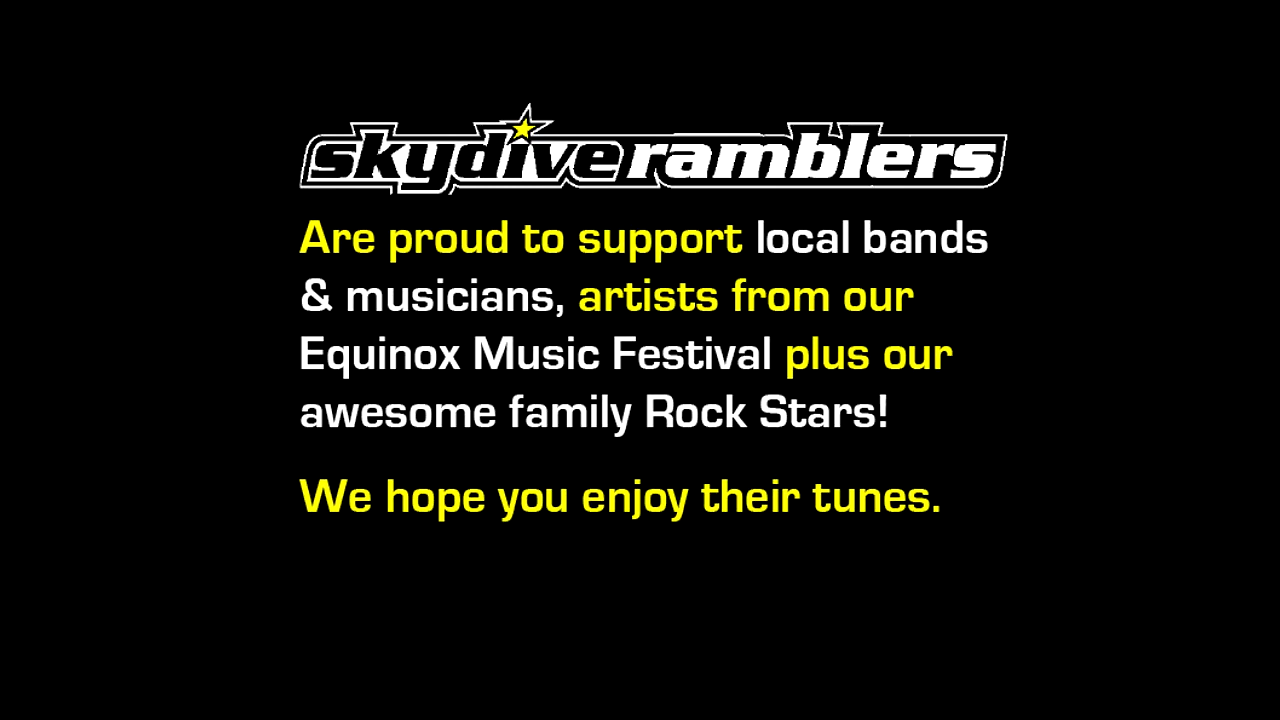 skydiveramblers
Are proud to support local bands
& musicians, artists from our
Equinox Music Festival plus our
awesome family Rock Stars!
We hope you enjoy their tunes.